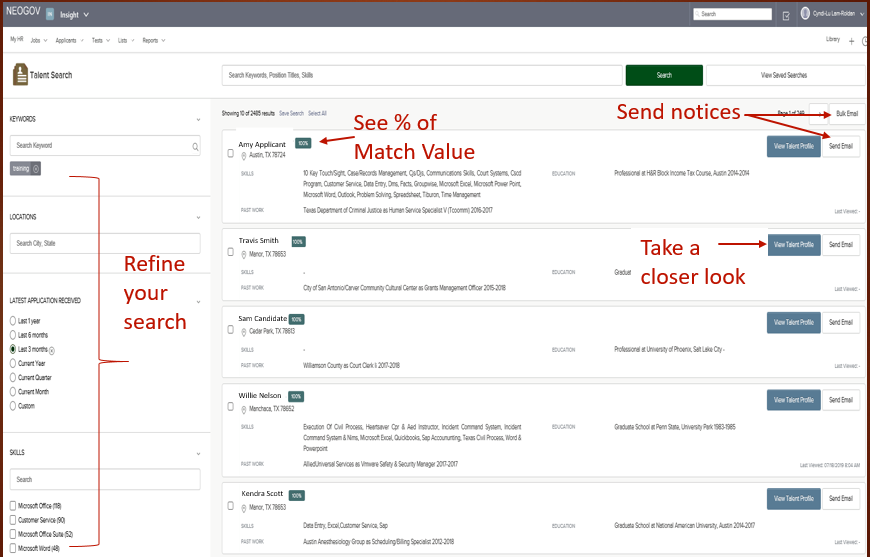 NEOGOV IN Insight
Search
Cyndi-Lu Lam-Roldan
My HR Jobs Applicants Tests Lists Reports
Library
Talent Search
Search Keywords, Position Titles, Skills
Search
View Saved Searches
KEYWORDS
Search Keyword
training
LOCATIONS
Search City, State
LATEST APPLICATION RECEIVED
Last 1 year
Last 6 months
Last 3 months
Current Year
Current Quarter
Current Month
Custom
SKILLS
Search
Microsoft Office (118)
Customer Service (90)
Microsoft Office Suite (52)
Microsoft Word (48)
Refine
your
search
Showing 10 of 2485 results Save Search Select All
Page 1 of 249
Bulk Email
See % of
Match Value
Send notices
Amy Applicant 100%
Austin, TX 78724
View Talent Profile Send Email
SKILLS
10 Key Touch/Sight, Case/Records Management, Cjis/Ojs, Communications Skills, Court Systems, Cscd
Program, Customer Service, Data Entry, Dms, Facts, Groupwise, Microsoft Excel, Microsoft Power Point,
Microsoft Word, Outlook, Problem Solving, Spreadsheet, Tiburon, Time Management
EDUCATION
Professional at H&R Block Income Tax Course, Austin 2014-2014
PAST WORK
Texas Department of Criminal Justice as Human Service Specialist V (Tcoomm) 2016-2017
Last Viewed: -
Travis Smith 100%
Manor, TX 78653
View Talent Profile Send Email
Take a
closer look
SKILLS -
EDUCATION
Graduat
PAST WORK
City of San Antonio/Carver Community Cultural Center as Grants Management Officer 2015-2018
Last Viewed: -
Sam Candidate 100%
Cedar Park, TX 78613
View Talent Profile Send Email
SKILLS -
EDUCATION
Professional at University of Phoenix, Salt Lake City -
PAST WORK
Williamson County as Court Clerk II 2017-2018
Last Viewed: -
Willie Nelson 100%
Manchaca, TX 78652
View Talent Profile Send Email
SKILLS
Execution Of Civil Process, Heartsaver Cpr & Aed Instructor, Incident Command System, Incident
Command System & Nims, Microsoft Excel, Quickbooks, Sap Accoununting, Texas Civil Process, Word &
Powerpoint
EDUCATION
Graduate School at Penn State, University Park 1983-1985
PAST WORK
AlliedUniversal Services as Vmware Safety & Security Manager 2017-2017
Last Viewed: 07/18/2019 8:04 AM
Kendra Scott 100%
Manor, TX 78653
View Talent Profile Send Email
SKILLS
Data Entry, Excel,Customer Service, Sap
EDUCATION
Graduate School at National American University, Austin 2014-2017
PAST WORK
Austin Anesthesiology Group as Scheduling/Billing Specialist 2012-2018
Last Viewed: -